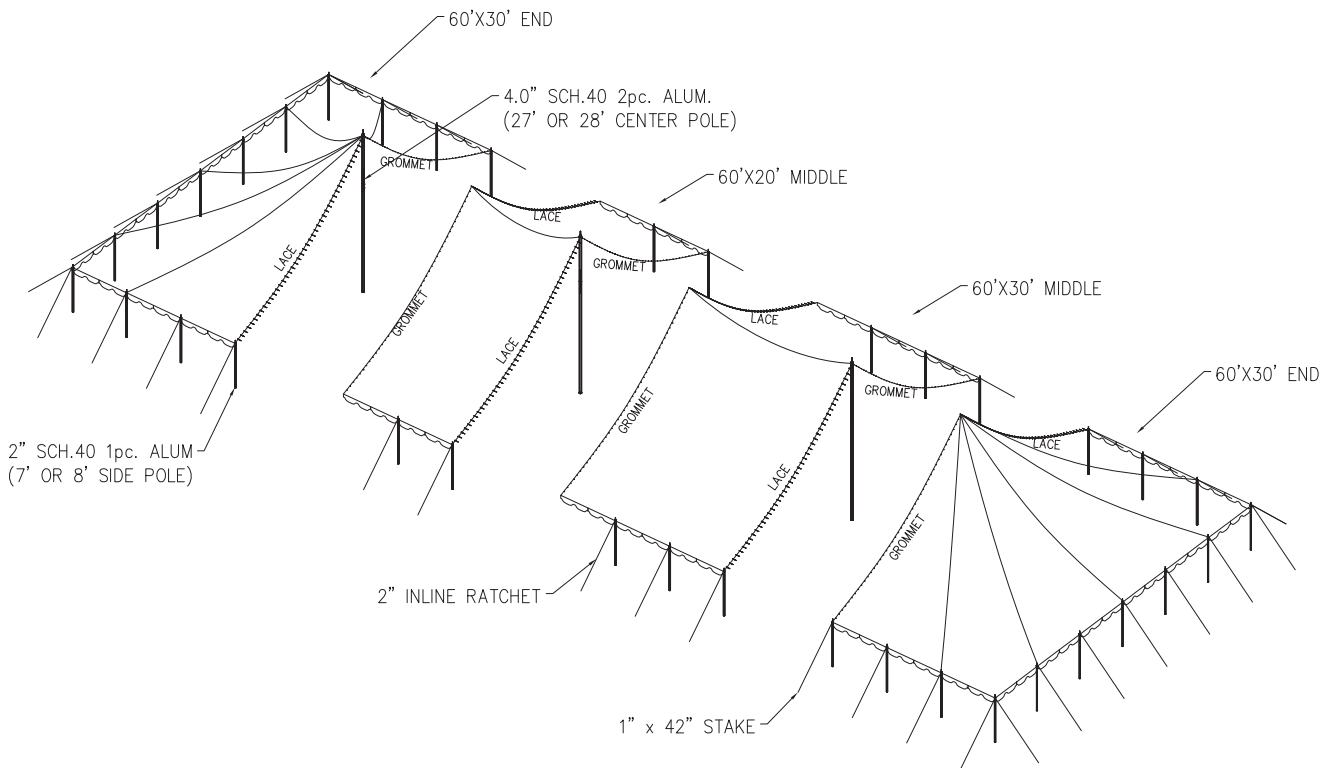 60’X30’ END
4.0” SCH.40 2pc. ALUM.
(27’ OR 28’ CENTER POLE)
GROMMET
60’X20’ MIDDLE
LACE
LACE
GROMMET
60’X30’ MIDDLE
GROMMET
LACE
LACE
GROMMET
60’X30’ END
GROMMET
LACE
LACE
2” SCH.40 1pc. ALUM
(7’ OR 8’ SIDE POLE)
GROMMET
2” INLINE RATCHET
1” x 42” STAKE